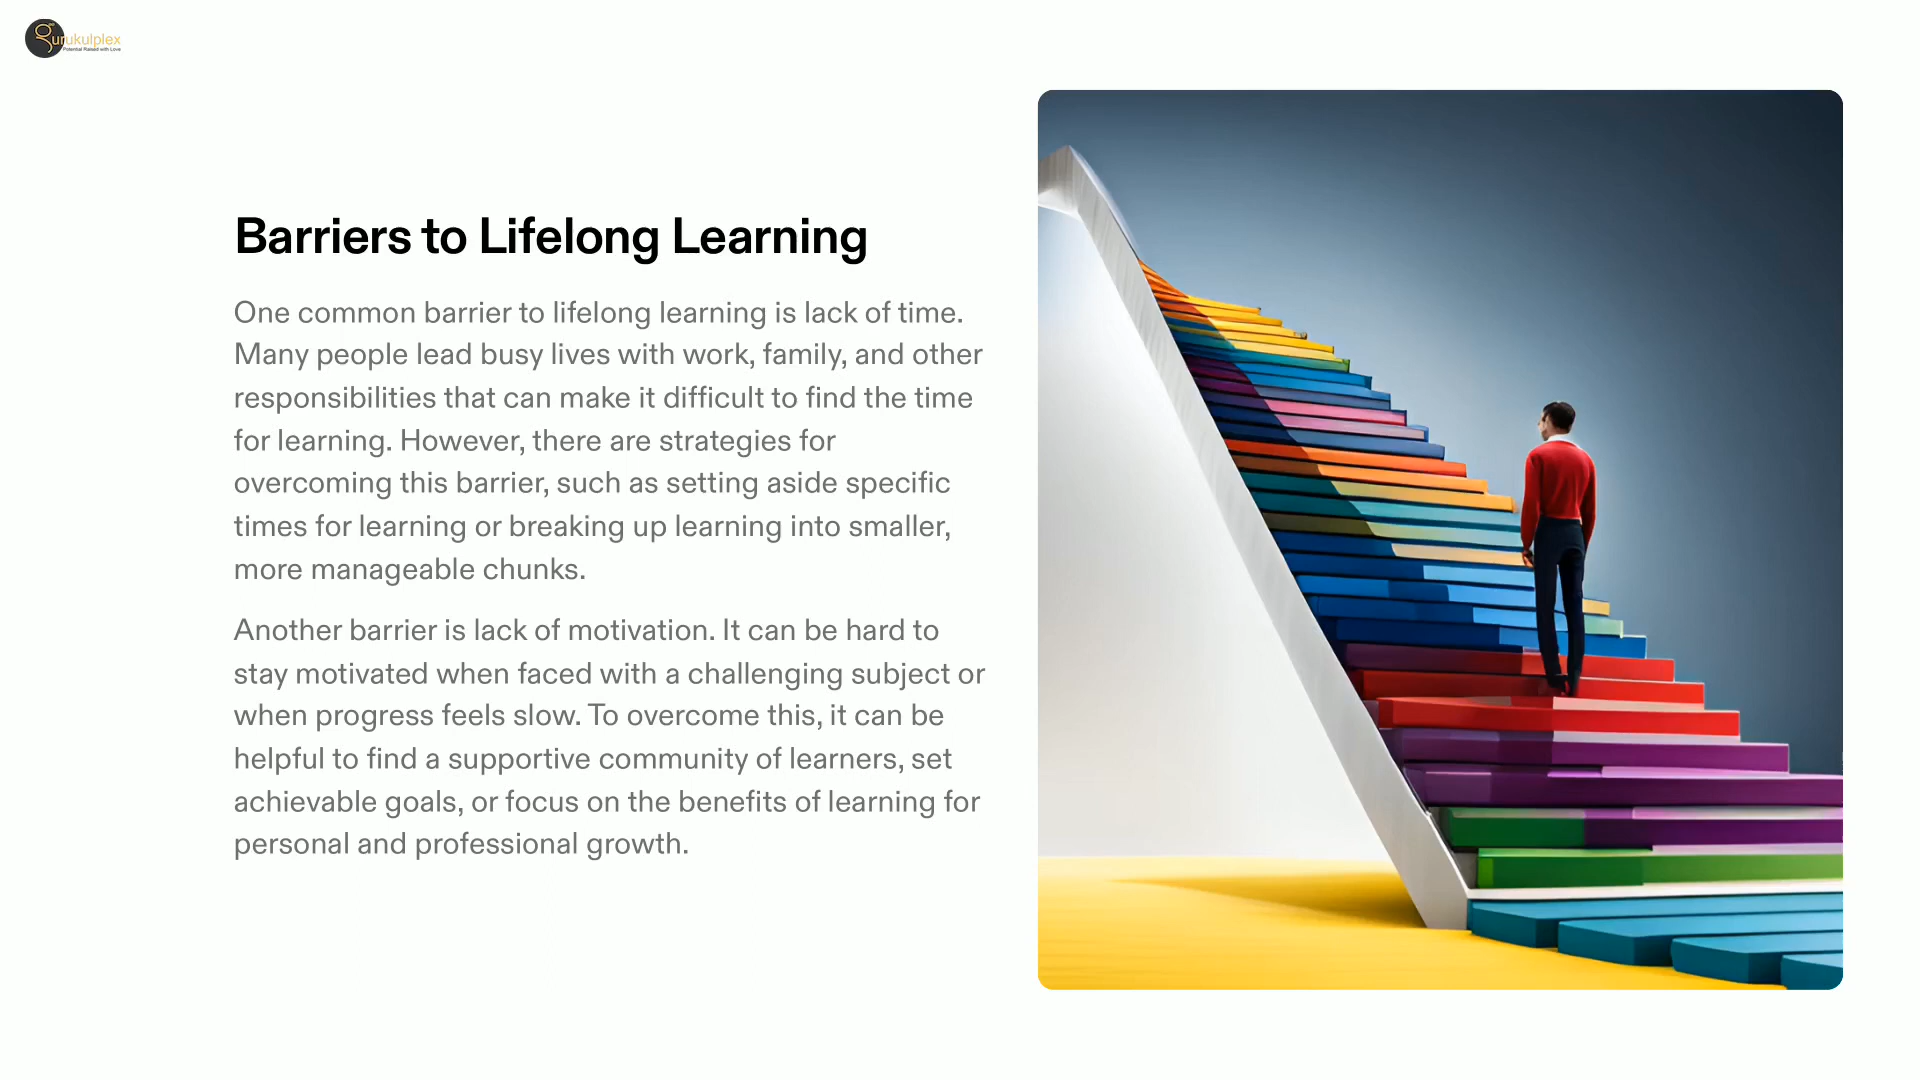 gurukulplex
Potential Raised with Love
Barriers to Lifelong Learning
One common barrier to lifelong learning is lack of time.
Many people lead busy lives with work, family, and other
responsibilities that can make it difficult to find the time
for learning. However, there are strategies for
overcoming this barrier, such as setting aside specific
times for learning or breaking up learning into smaller,
more manageable chunks.
Another barrier is lack of motivation. It can be hard to
stay motivated when faced with a challenging subject or
when progress feels slow. To overcome this, it can be
helpful to find a supportive community of learners, set
achievable goals, or focus on the benefits of learning for
personal and professional growth.